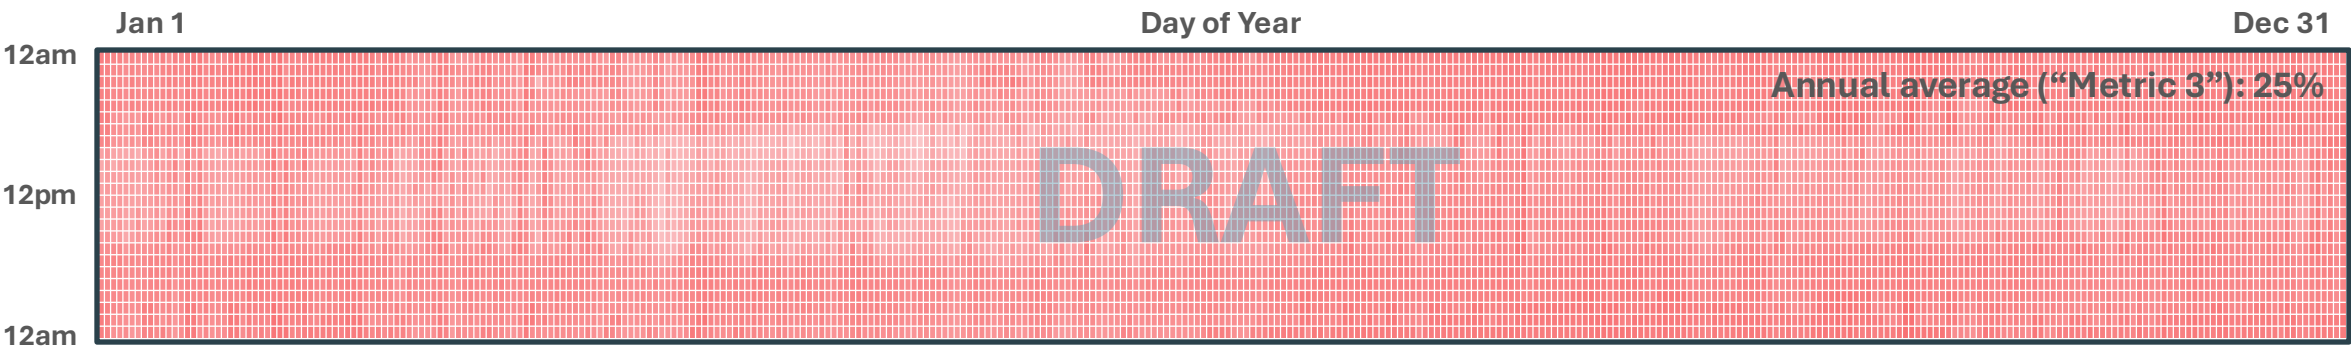 Jan 1 Day of Year Dec 31
12am
Annual average (“Metric 3”): 25%
DRAFT
12pm
12am